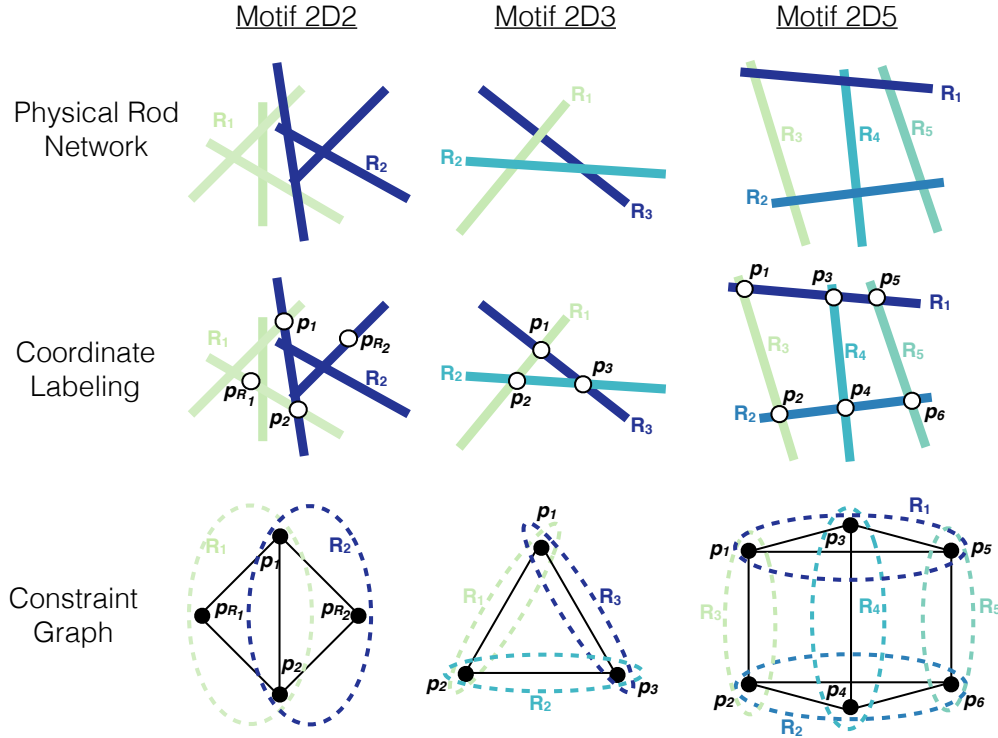 Motif 2D2 Motif 2D3 Motif 2D5
Physical Rod
Network
R1 R2
R1 R2 R3
R1 R3 R4 R5 R2
Coordinate
Labeling
R1 p1 pR2 R2 pR1 p2
R1 p1 R2 p3 p2 R3
p1 p3 p5 R1 R3 R4 R5 R2 p2 p4 p6
Constraint
Graph
R1 R2 p1 pR1 pR2 p2
p1 R1 R3 p2 R2 p3
R1 p1 p3 p5 R3 R4 R5 p2 p4 p6 R2